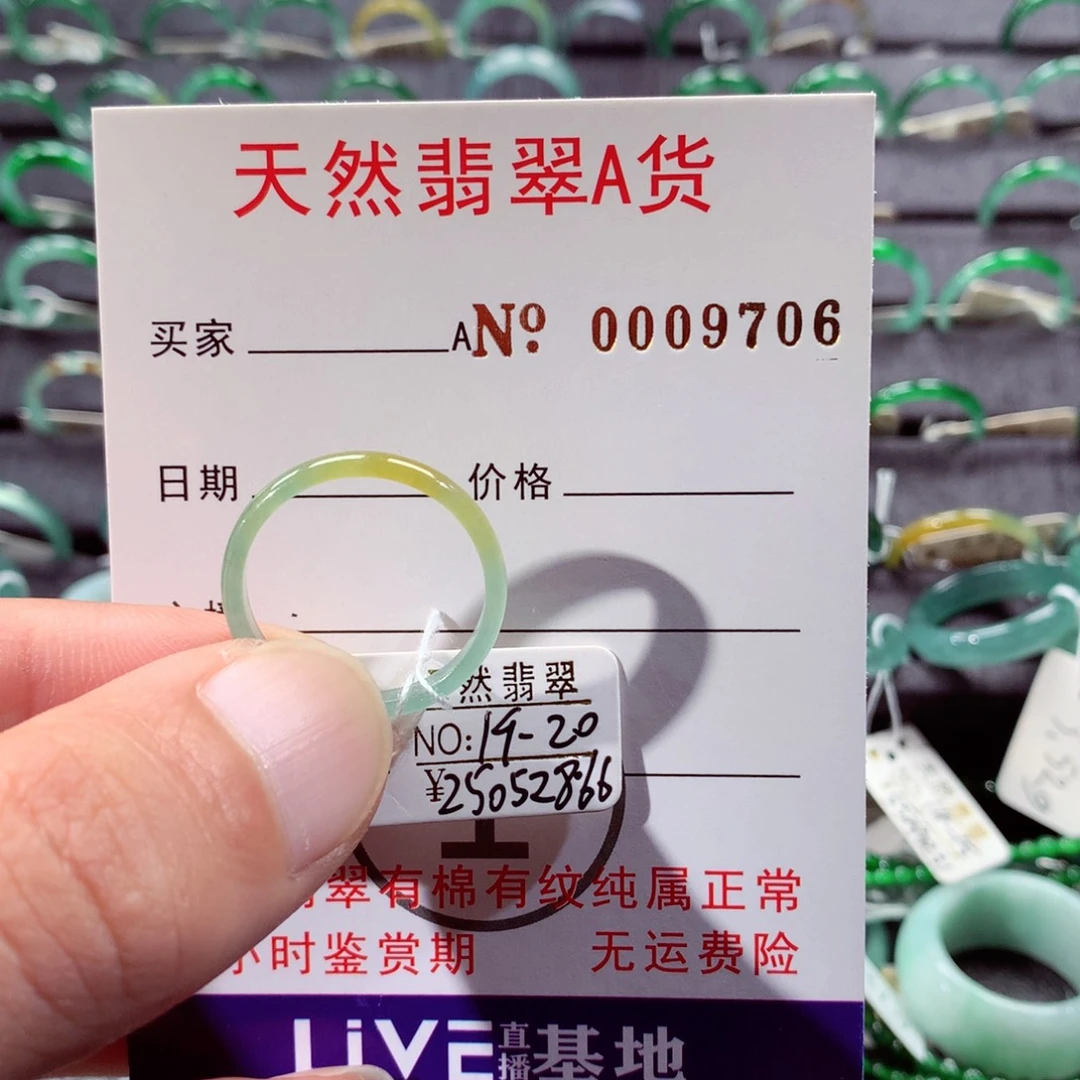 天然翡翠A货
买家 A№ 0009706
日期 价格
然翡翠
NO:19-20
¥25052866
翠有棉有纹纯属正常
小时鉴赏期 无运费险
LiVE直播基地